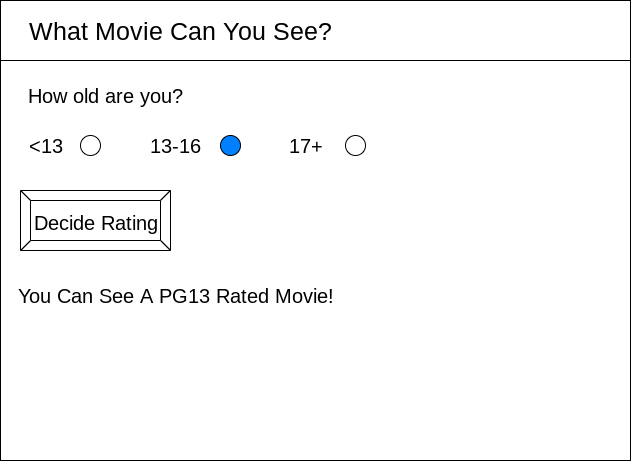 What Movie Can You See?
How old are you?
<13 13-16 17+
Decide Rating
You Can See A PG13 Rated Movie!